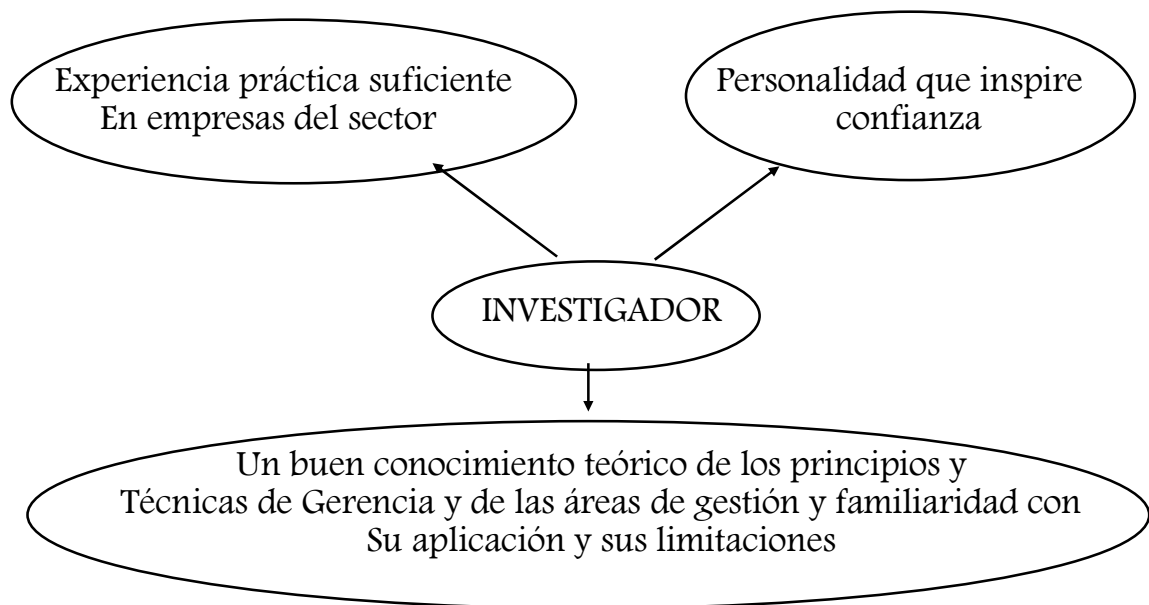 Experiencia práctica suficiente
En empresas del sector
Personalidad que inspire
confianza
INVESTIGADOR
Un buen conocimiento teórico de los principios y
Técnicas de Gerencia y de las áreas de gestión y familiaridad con
Su aplicación y sus limitaciones